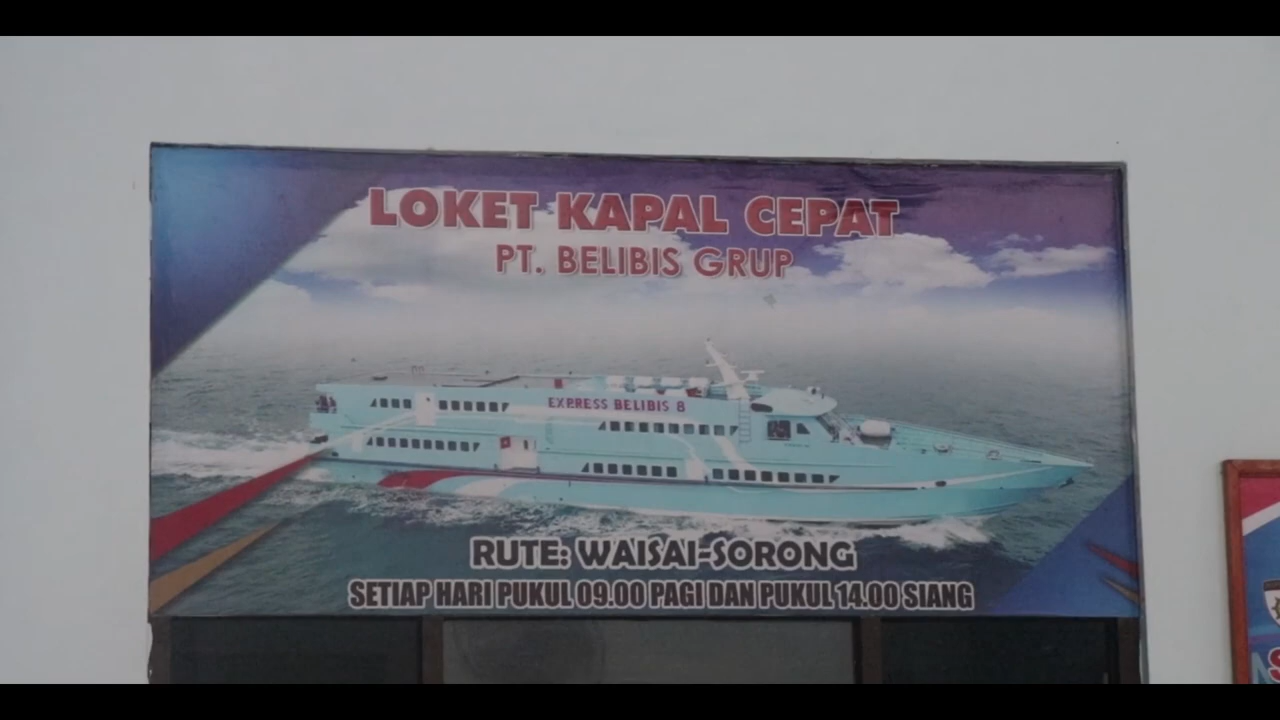 LOKET KAPAL CEPAT
PT. BELIBIS GRUP
EXPRESS BELIBIS 8
RUTE: WAISAI-SORONG
SETIAP HARI PUKUL 09.00 PAGI DAN PUKUL 14.00 SIANG